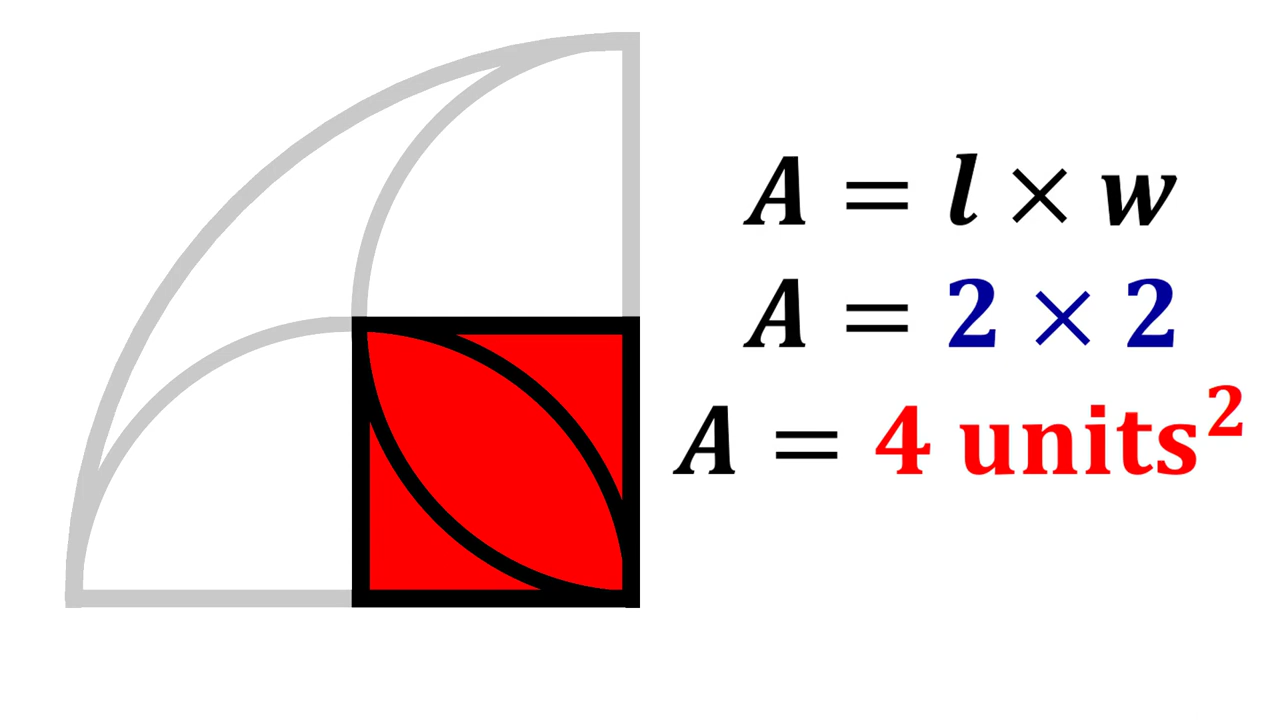 A = l × w
A = 2 × 2
A = 4 units²